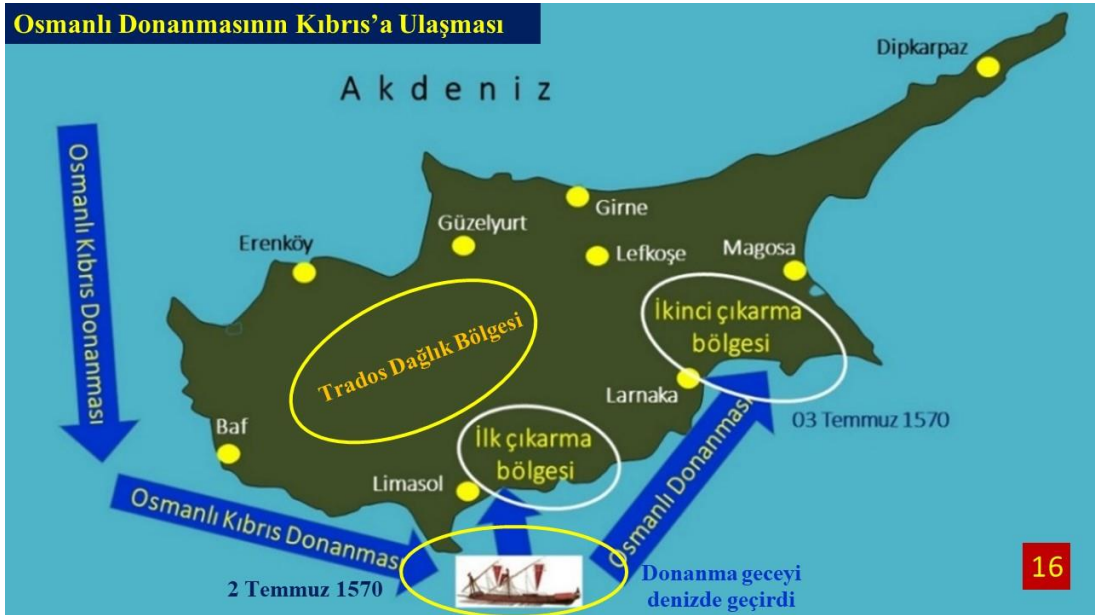 Osmanlı Donanmasının Kıbrıs’a Ulaşması
Akdeniz
Dipkarpaz
Osmanlı Kıbrıs Donanması
Girne
Güzelyurt
Erenköy
Lefkoşe
Magosa
İkinci çıkarma
bölgesi
Trados Dağlık Bölgesi
Larnaka
03 Temmuz 1570
Baf
İlk çıkarma
bölgesi
Limasol
Osmanlı Kıbrıs Donanması
Osmanlı Donanması
2 Temmuz 1570
Donanma geceyi
denizde geçirdi
16